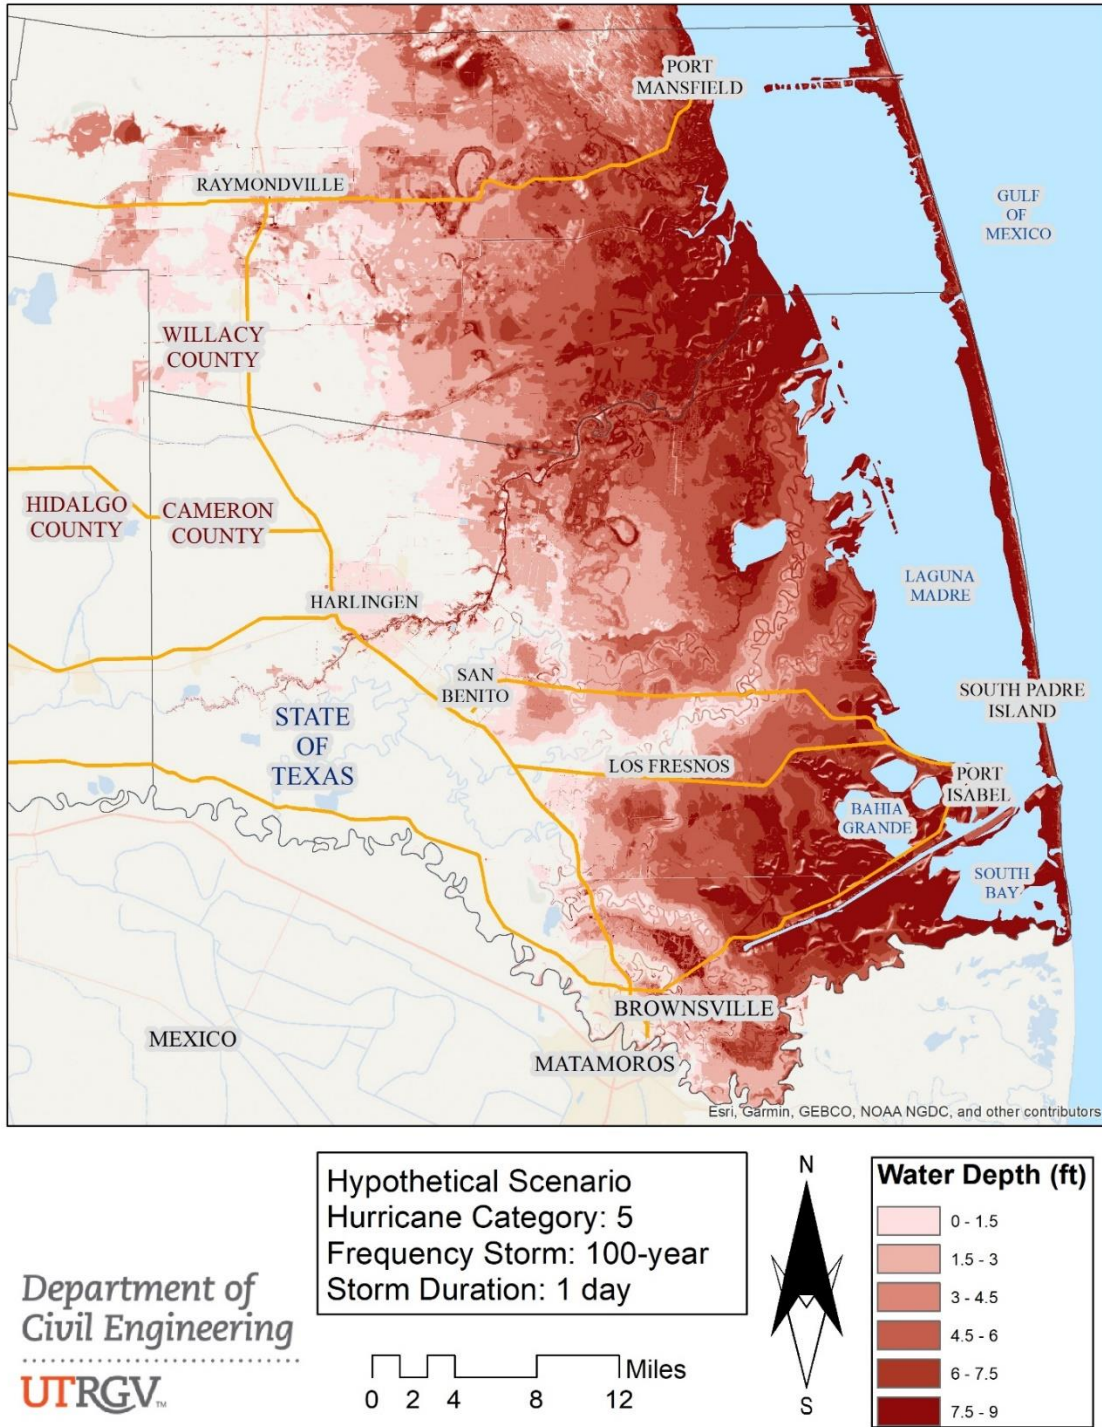 PORT
MANSFIELD
RAYMONDVILLE
GULF
OF
MEXICO
WILLACY
COUNTY
HIDALGO
COUNTY
CAMERON
COUNTY
LAGUNA
MADRE
HARLINGEN
SAN
BENITO
SOUTH PADRE
ISLAND
STATE
OF
TEXAS
LOS FRESNOS
PORT
ISABEL
BAHIA
GRANDE
SOUTH
BAY
BROWNSVILLE
MEXICO
MATAMOROS
Esri, Garmin, GEBCO, NOAA NGDC, and other contributors
Department of
Civil Engineering
UTRGV™
Hypothetical Scenario
Hurricane Category: 5
Frequency Storm: 100-year
Storm Duration: 1 day
Miles
0 2 4 8 12
N
S
Water Depth (ft)
0 - 1.5
1.5 - 3
3 - 4.5
4.5 - 6
6 - 7.5
7.5 - 9